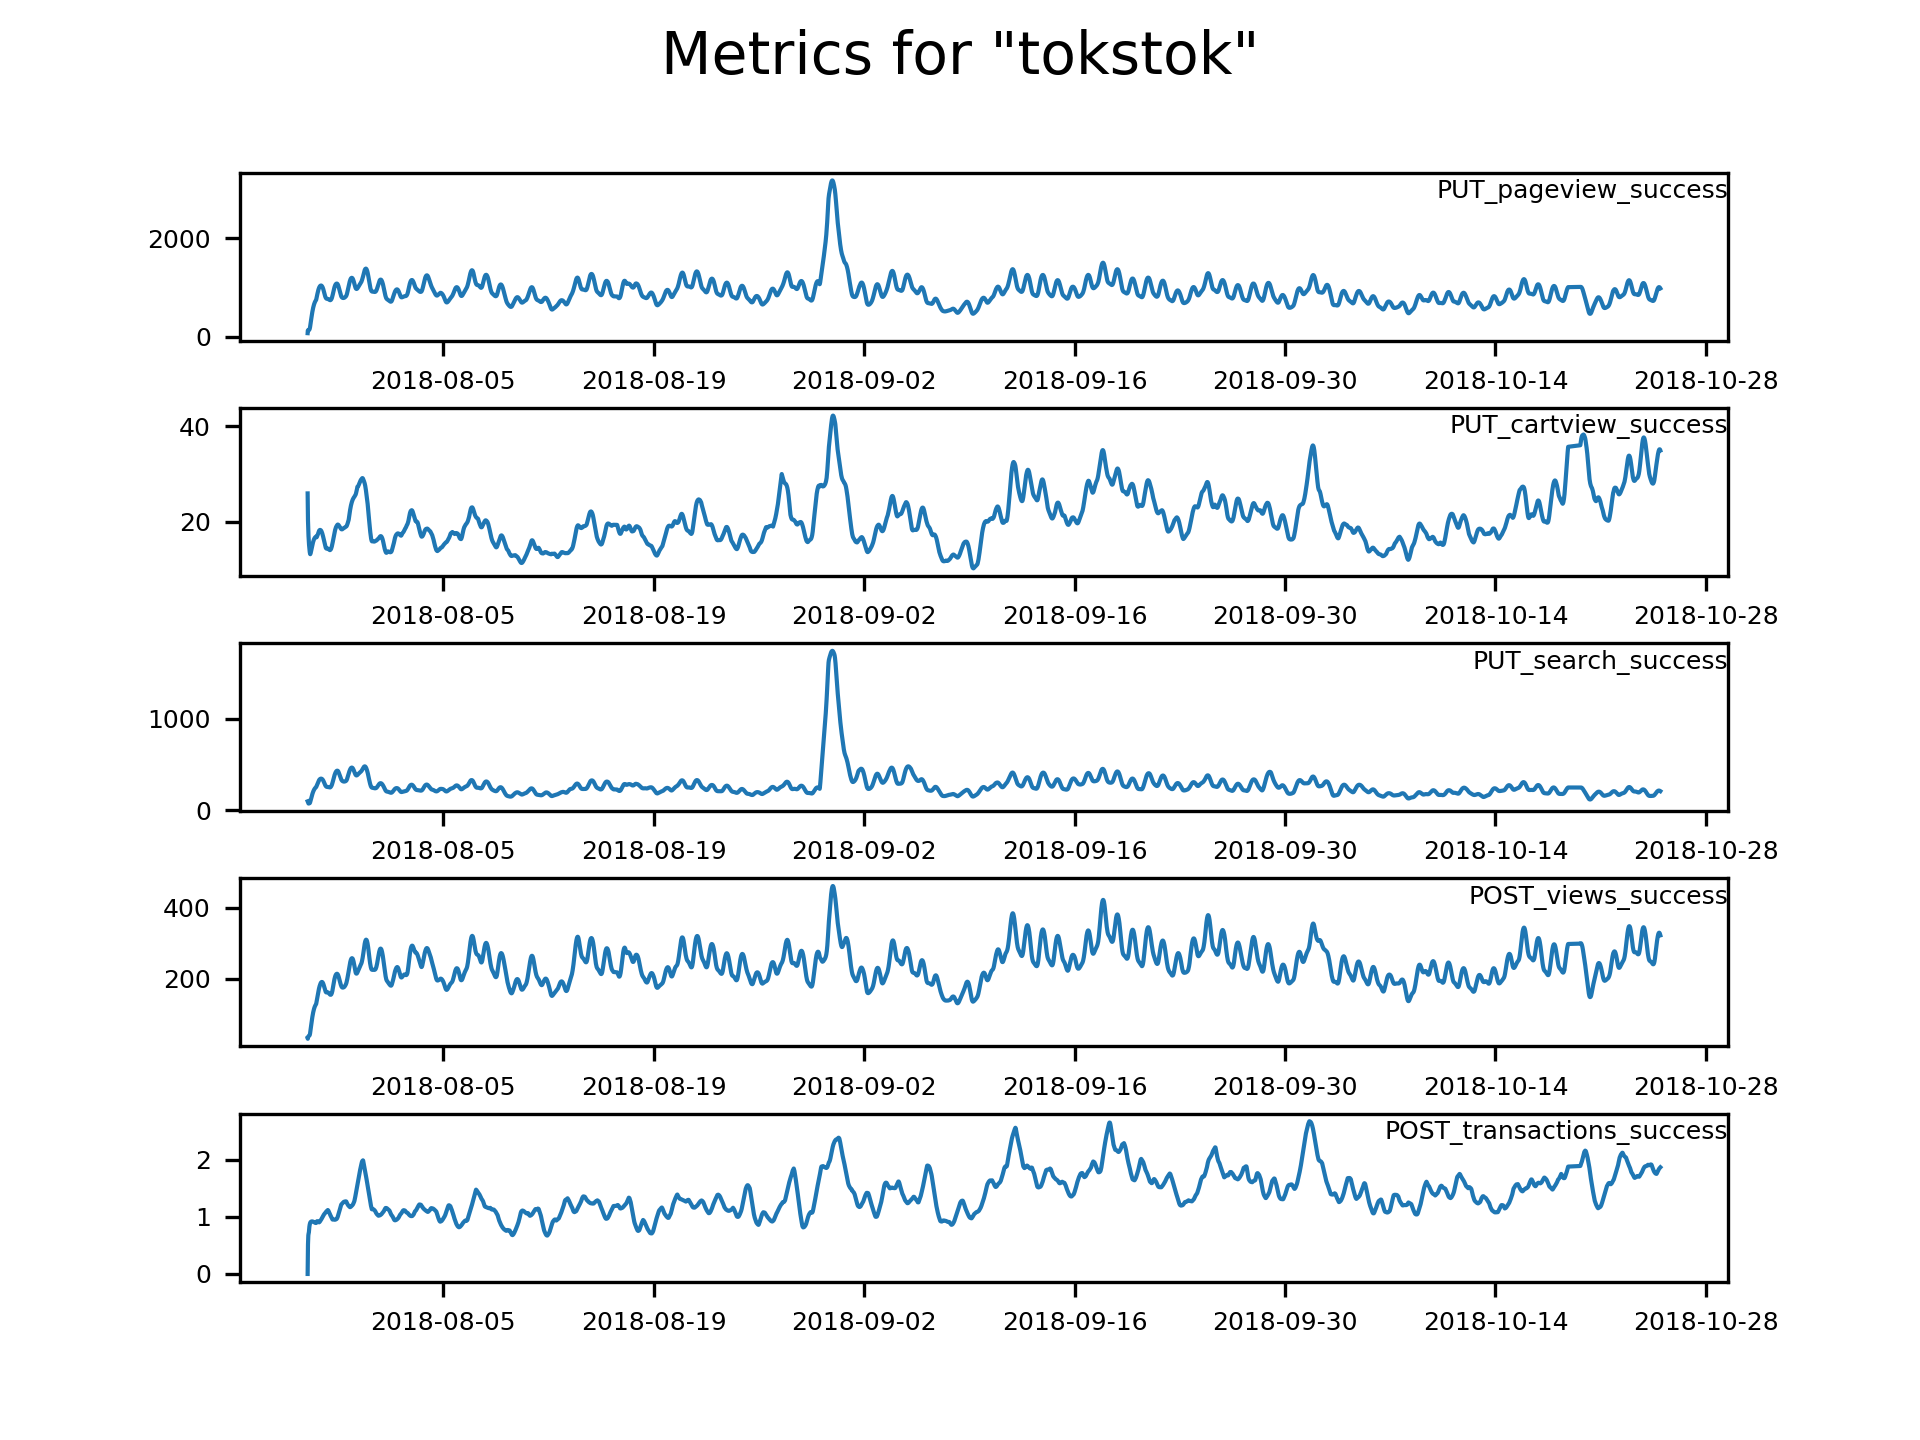 Metrics for "tokstok"
PUT_pageview_success
2000
0
2018-08-05 2018-08-19 2018-09-02 2018-09-16 2018-09-30 2018-10-14 2018-10-28
PUT_cartview_success
40
20
2018-08-05 2018-08-19 2018-09-02 2018-09-16 2018-09-30 2018-10-14 2018-10-28
PUT_search_success
1000
0
2018-08-05 2018-08-19 2018-09-02 2018-09-16 2018-09-30 2018-10-14 2018-10-28
POST_views_success
400
200
2018-08-05 2018-08-19 2018-09-02 2018-09-16 2018-09-30 2018-10-14 2018-10-28
POST_transactions_success
2
1
0
2018-08-05 2018-08-19 2018-09-02 2018-09-16 2018-09-30 2018-10-14 2018-10-28